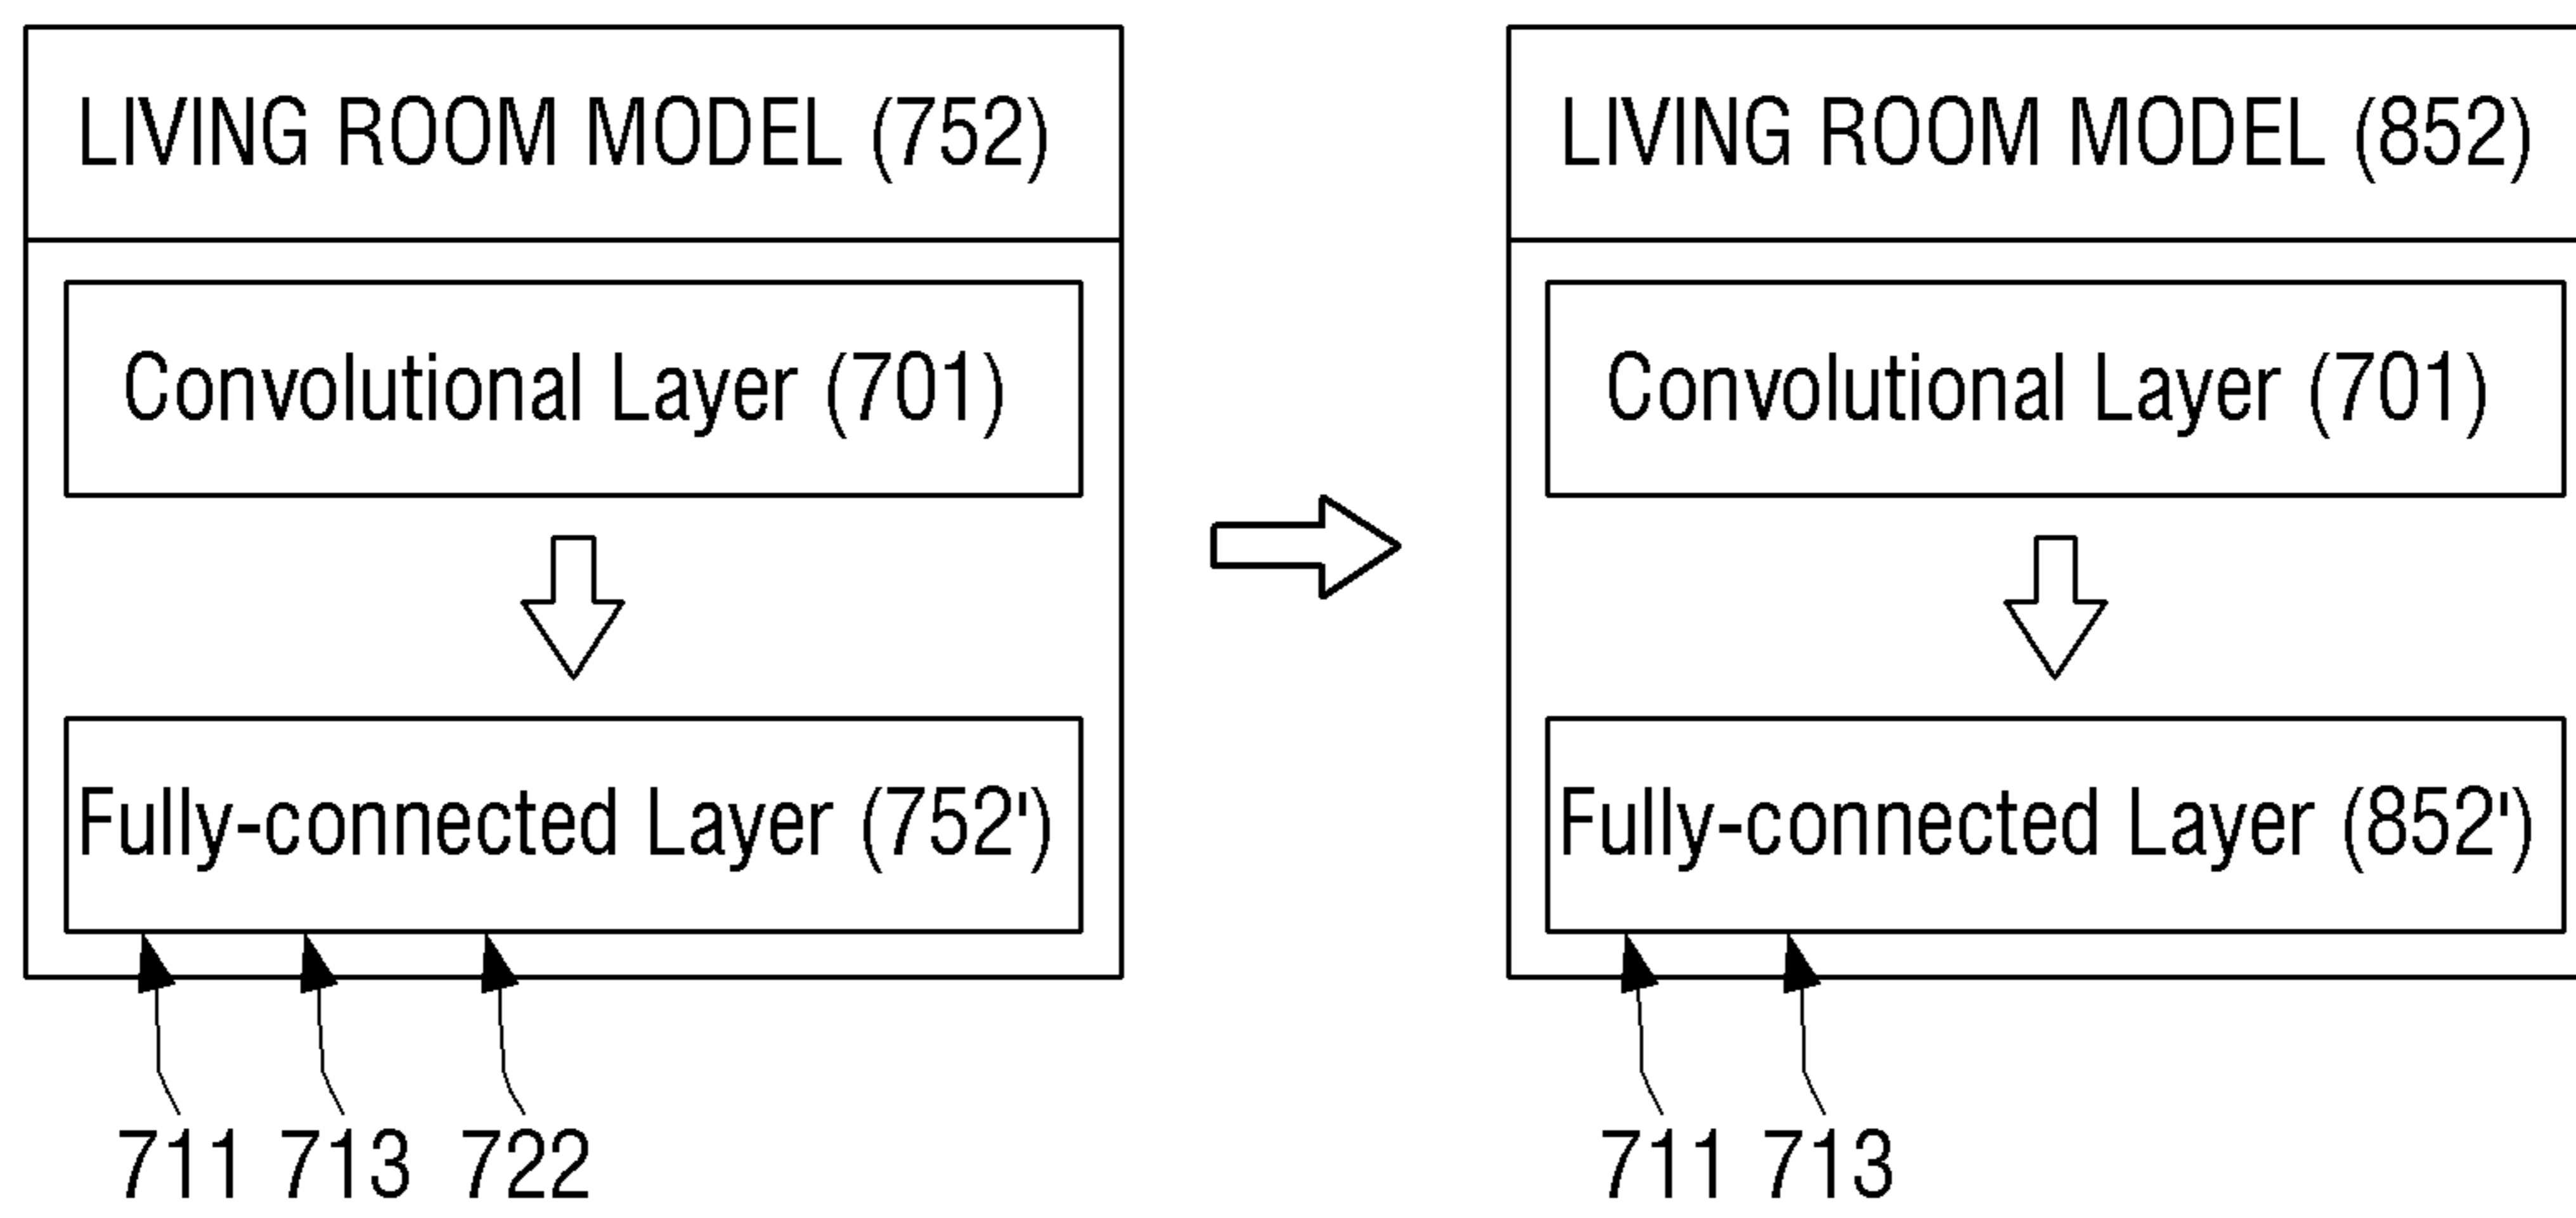 LIVING ROOM MODEL (752)
Convolutional Layer (701)
Fully-connected Layer (752')
711 713 722
LIVING ROOM MODEL (852)
Convolutional Layer (701)
Fully-connected Layer (852')
711 713